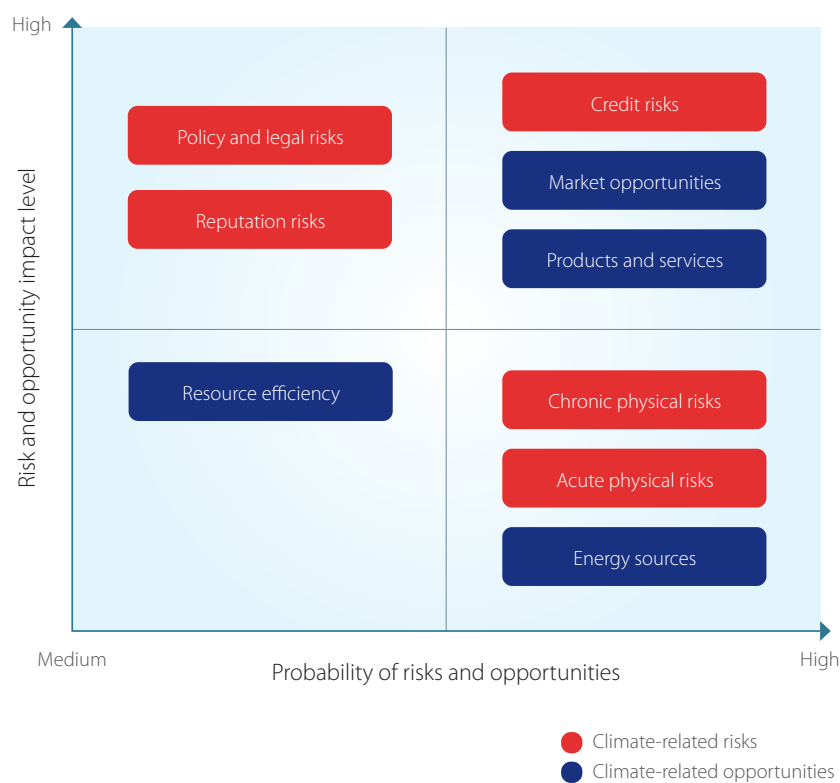 High
Risk and opportunity impact level
Policy and legal risks
Reputation risks
Credit risks
Market opportunities
Products and services
Resource efficiency
Chronic physical risks
Acute physical risks
Energy sources
Medium
Probability of risks and opportunities
High
Climate-related risks
Climate-related opportunities